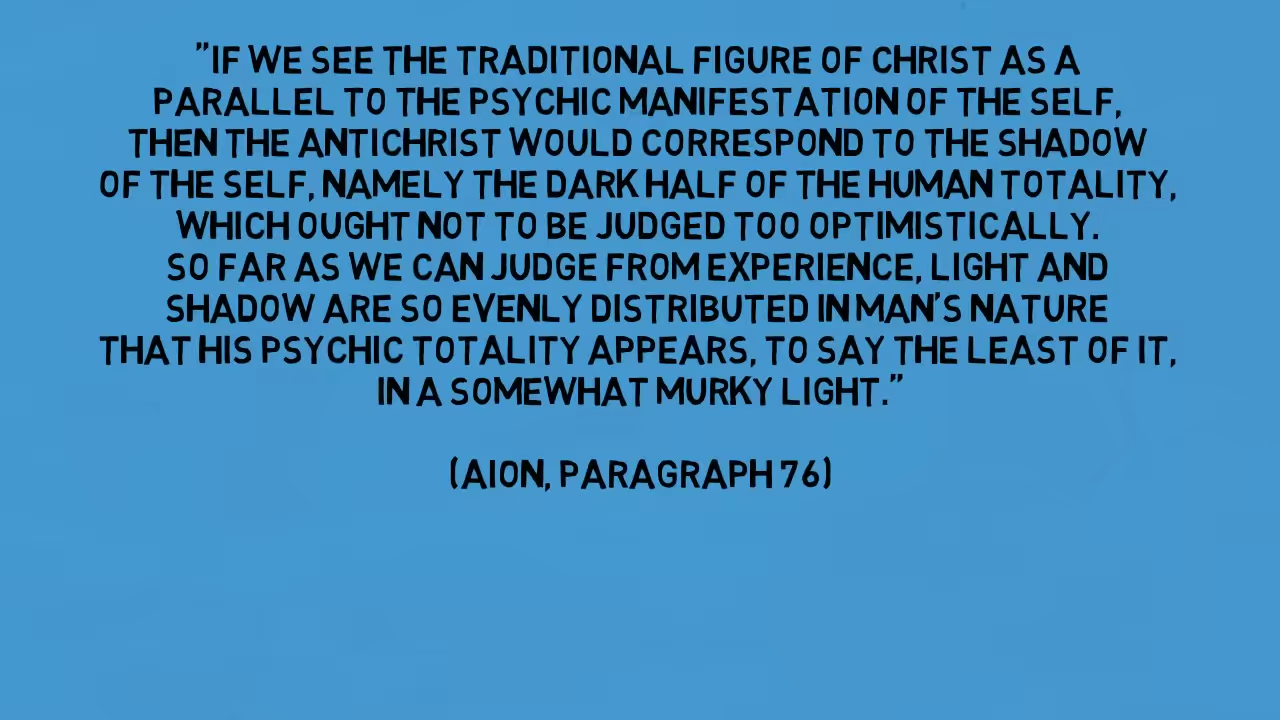 "IF WE SEE THE TRADITIONAL FIGURE OF CHRIST AS A
PARALLEL TO THE PSYCHIC MANIFESTATION OF THE SELF,
THEN THE ANTICHRIST WOULD CORRESPOND TO THE SHADOW
OF THE SELF, NAMELY THE DARK HALF OF THE HUMAN TOTALITY,
WHICH OUGHT NOT TO BE JUDGED TOO OPTIMISTICALLY.
SO FAR AS WE CAN JUDGE FROM EXPERIENCE, LIGHT AND
SHADOW ARE SO EVENLY DISTRIBUTED IN MAN'S NATURE
THAT HIS PSYCHIC TOTALITY APPEARS, TO SAY THE LEAST OF IT,
IN A SOMEWHAT MURKY LIGHT."
(AION, PARAGRAPH 76)